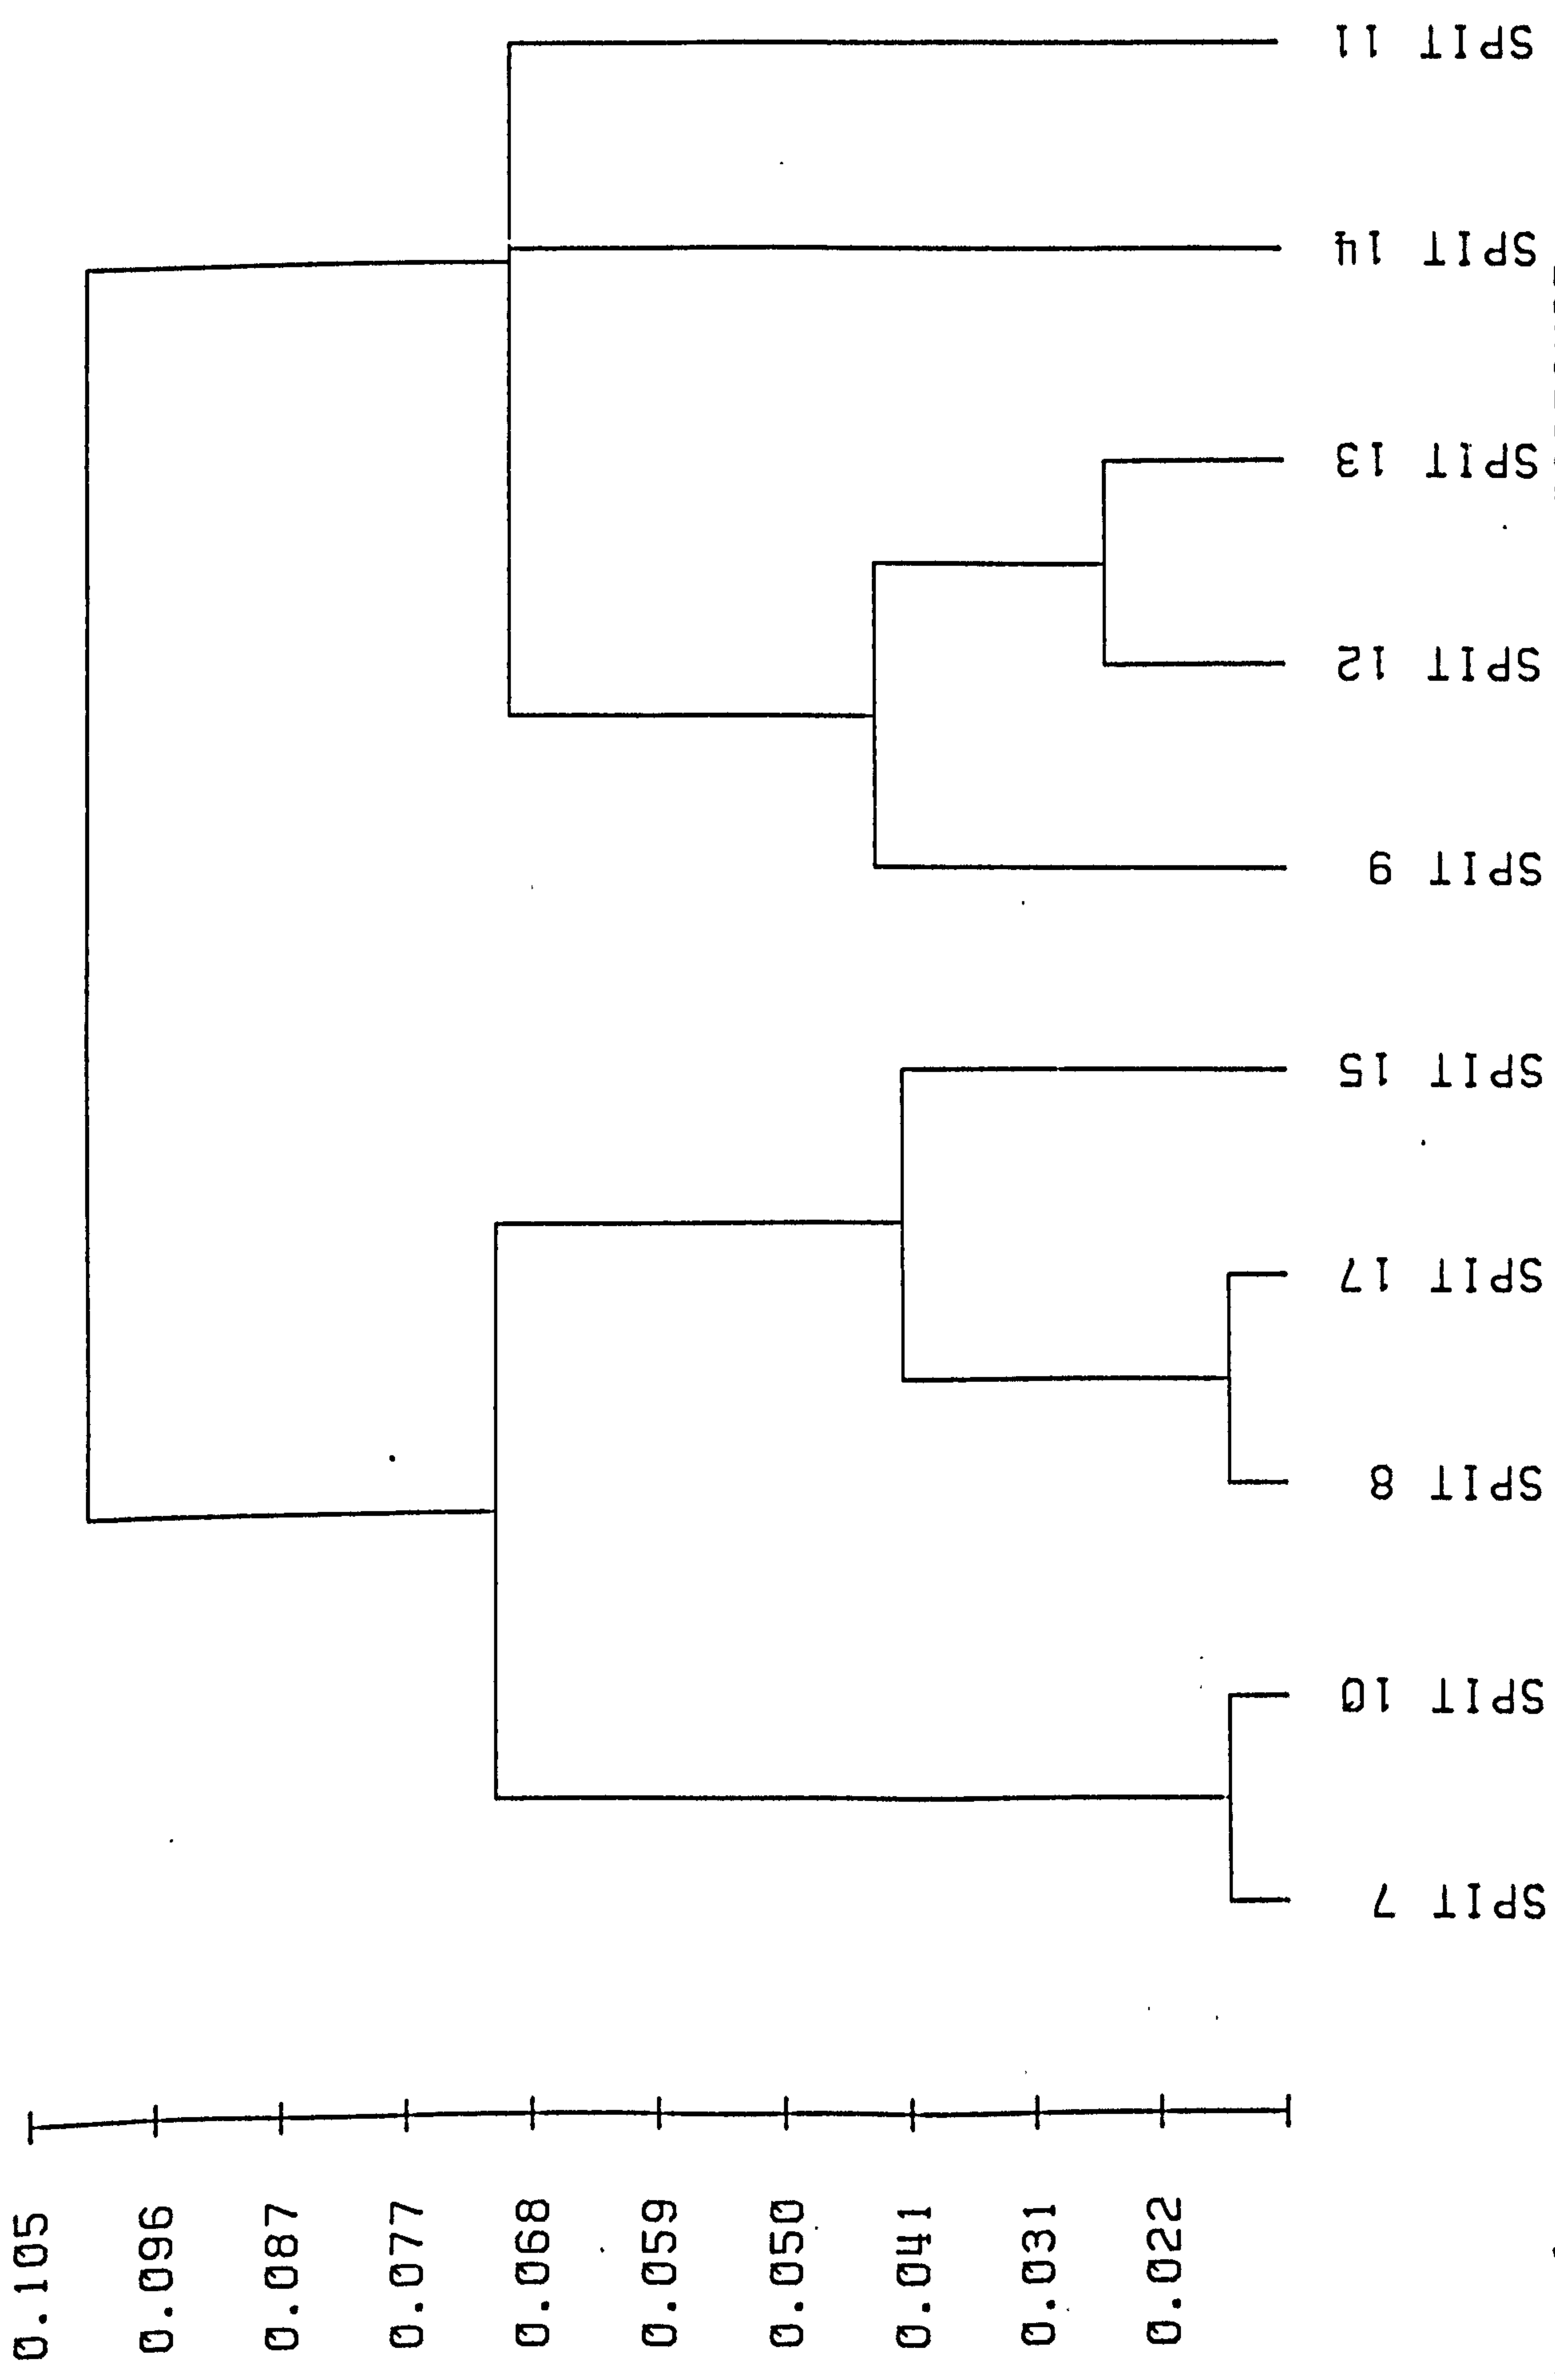 SPIT 11
SPIT 14
SPIT 13
SPIT 12
SPIT 9
SPIT 15
SPIT 17
SPIT 8
SPIT 10
SPIT 7
0.105
0.096
0.087
0.077
0.068
0.059
0.050
0.041
0.031
0.022